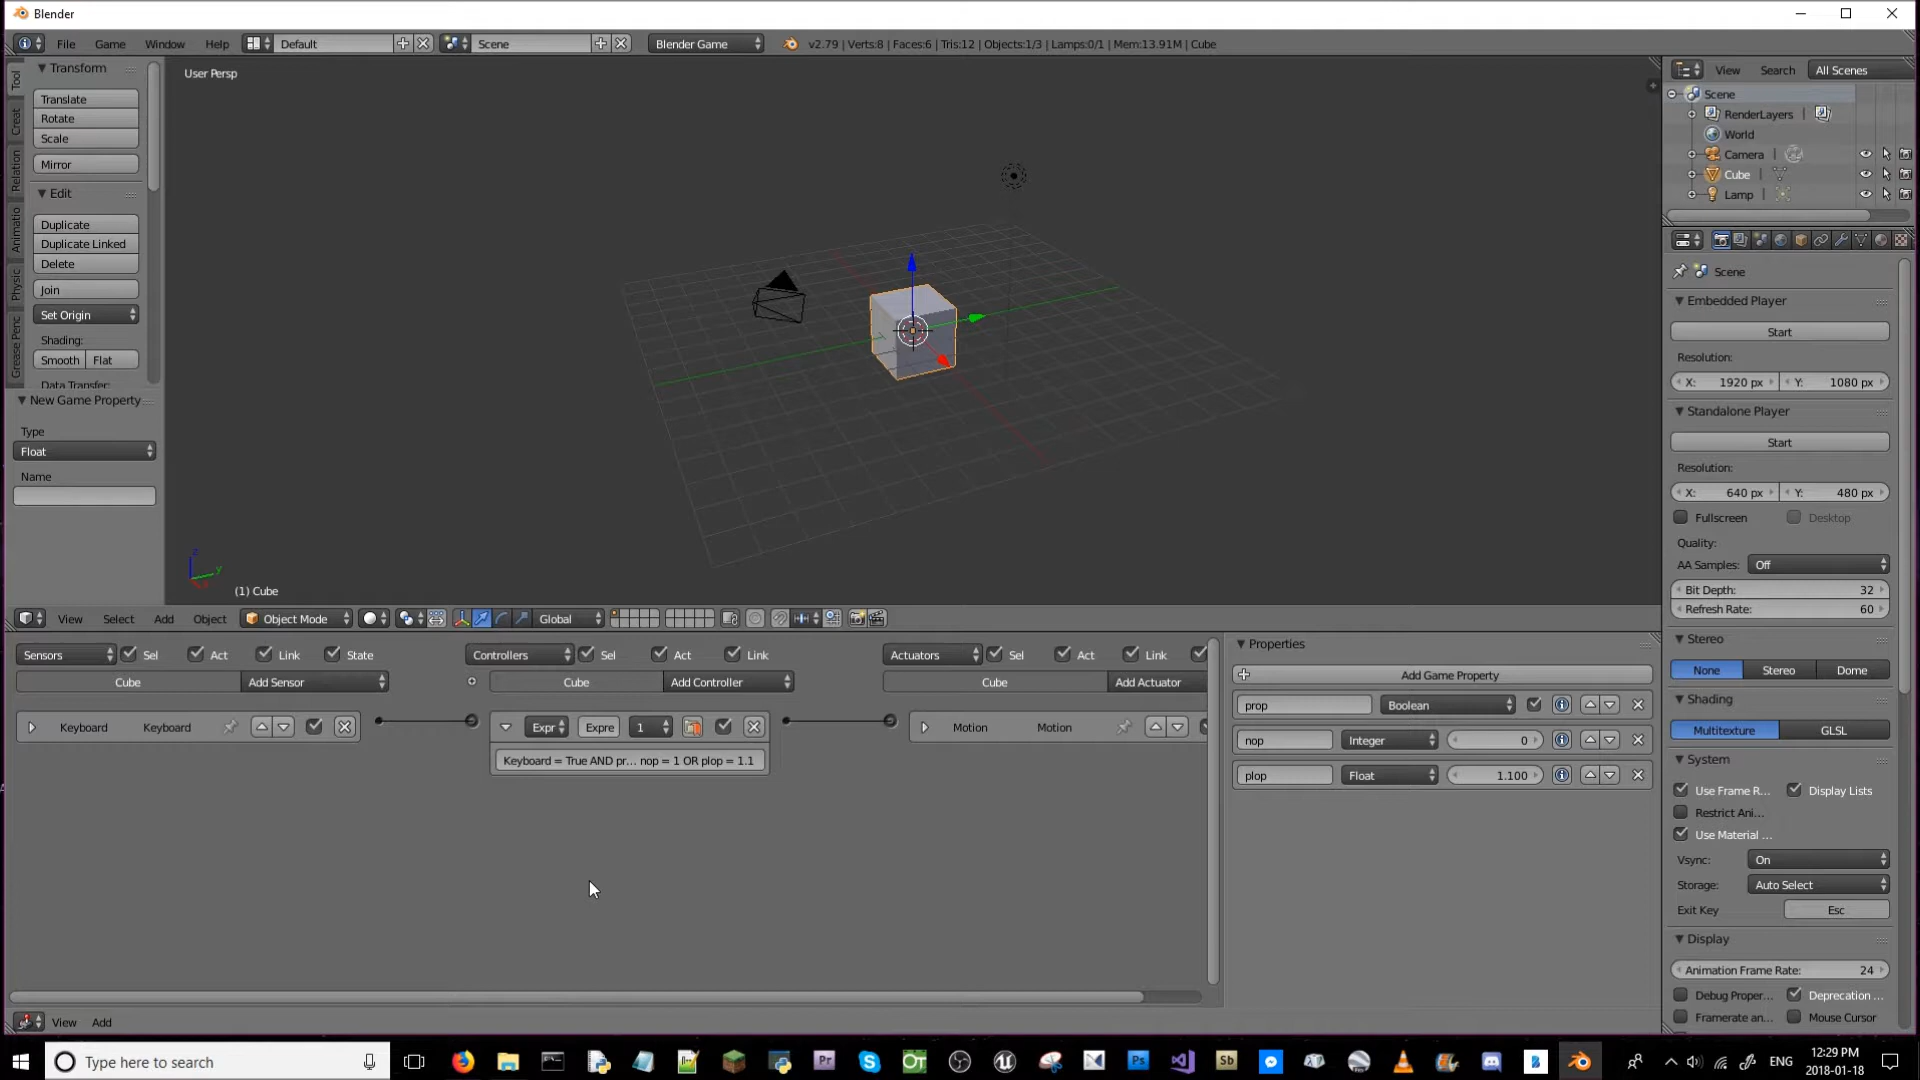 Blender
File Game Window Help Default Scene Blender Game v2.79 | Verts:8 | Faces:6 | Tris:12 | Objects:1/3 | Lamps:0/1 | Mem:13.91M | Cube
Tool
Creat
Relation
Animatio
Physic
Grease Penc
Transform
Translate
Rotate
Scale
Mirror
Edit
Duplicate
Duplicate Linked
Delete
Join
Set Origin
Shading:
Smooth Flat
Data Transfer:
New Game Property
Type
Float
Name
User Persp
(1) Cube
View Search All Scenes
Scene
RenderLayers
World
Camera
Cube
Lamp
Scene
Embedded Player
Start
Resolution:
X: 1920 px Y: 1080 px
Standalone Player
Start
Resolution:
X: 640 px Y: 480 px
Fullscreen Desktop
Quality:
AA Samples: Off
Bit Depth: 32
Refresh Rate: 60
Stereo
None Stereo Dome
Shading
Multitexture GLSL
System
Use Frame R... Display Lists
Restrict Ani...
Use Material ...
Vsync: On
Storage: Auto Select
Exit Key Esc
Display
Animation Frame Rate: 24
Debug Proper... Deprecation ...
Framerate an... Mouse Cursor
View Select Add Object Object Mode Global
Sensors Sel Act Link State Controllers Sel Act Link Actuators Sel Act Link
Cube Add Sensor Cube Add Controller Cube Add Actuator
Keyboard Keyboard Expr Expre 1 Motion Motion
Keyboard = True AND pr... nop = 1 OR plop = 1.1
Properties
Add Game Property
prop Boolean
nop Integer 0
plop Float 1.100
View Add
Type here to search
ENG
12:29 PM
2018-01-18